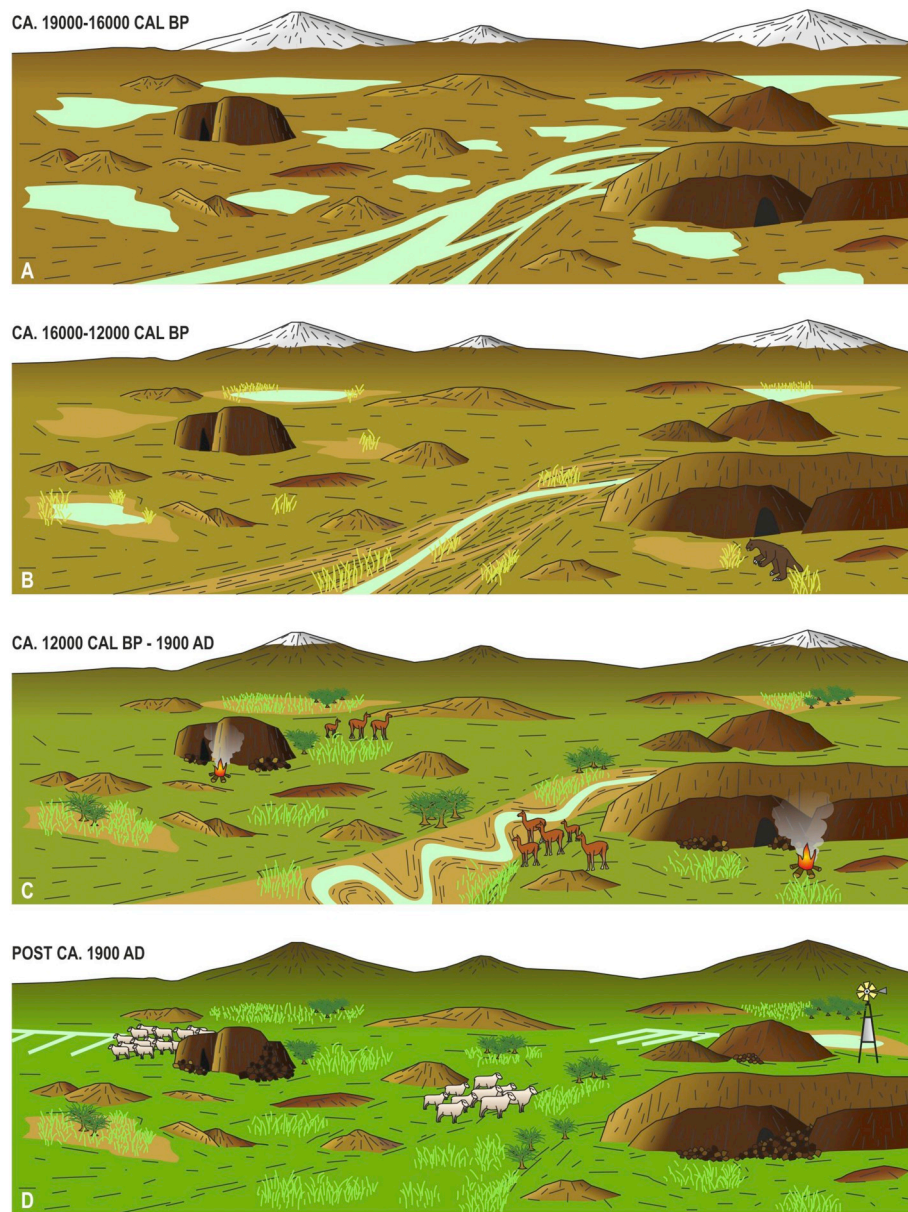 CA. 19000-16000 CAL BP
A
CA. 16000-12000 CAL BP
B
CA. 12000 CAL BP - 1900 AD
C
POST CA. 1900 AD
D